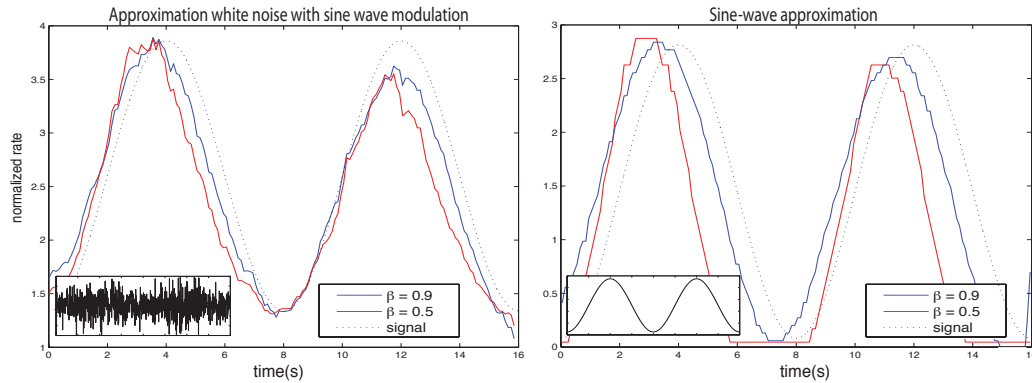 Approximation white noise with sine wave modulation
normalized rate
4
3.5
3
2.5
2
1.5
1
0 2 4 6 8 10 12 14 16
time(s)
β = 0.9
β = 0.5
signal
Sine-wave approximation
3
2.5
2
1.5
1
0.5
0
0 2 4 6 8 10 12 14
time(s)
β = 0.9
β = 0.5
signal